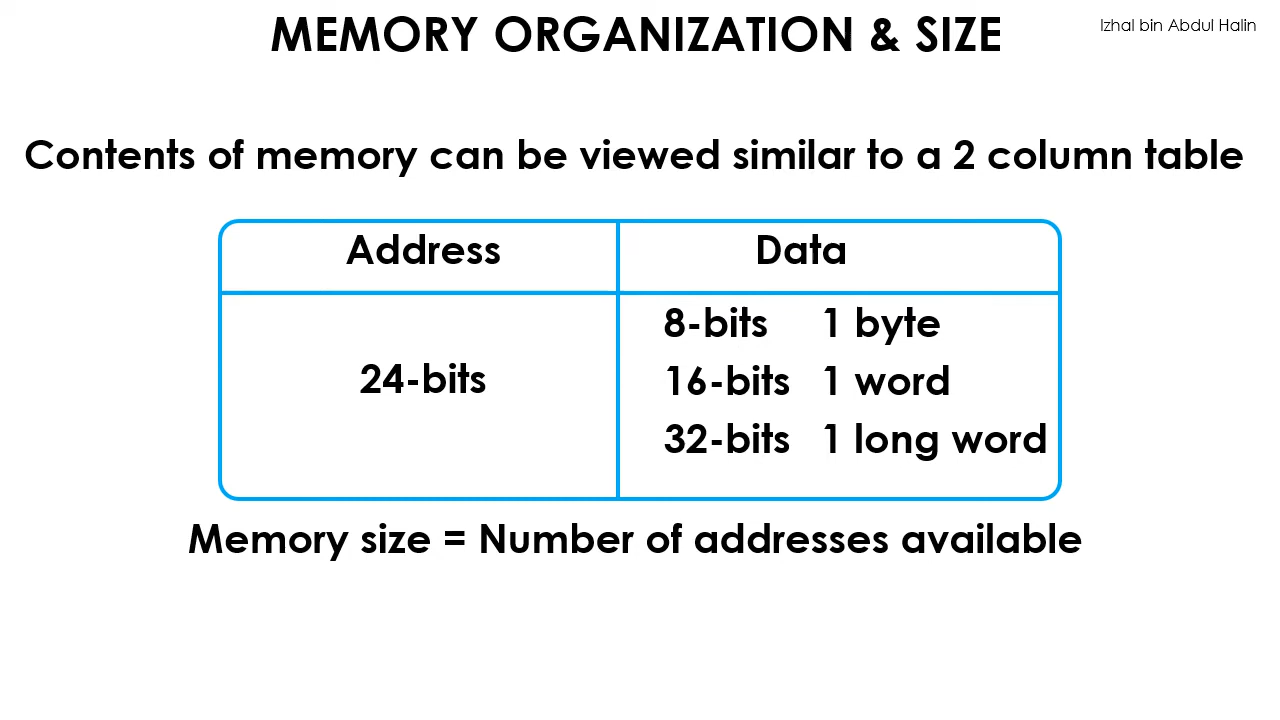 MEMORY ORGANIZATION & SIZE
Izhal bin Abdul Halin
Contents of memory can be viewed similar to a 2 column table
Address
Data
24-bits
8-bits 1 byte
16-bits 1 word
32-bits 1 long word
Memory size = Number of addresses available